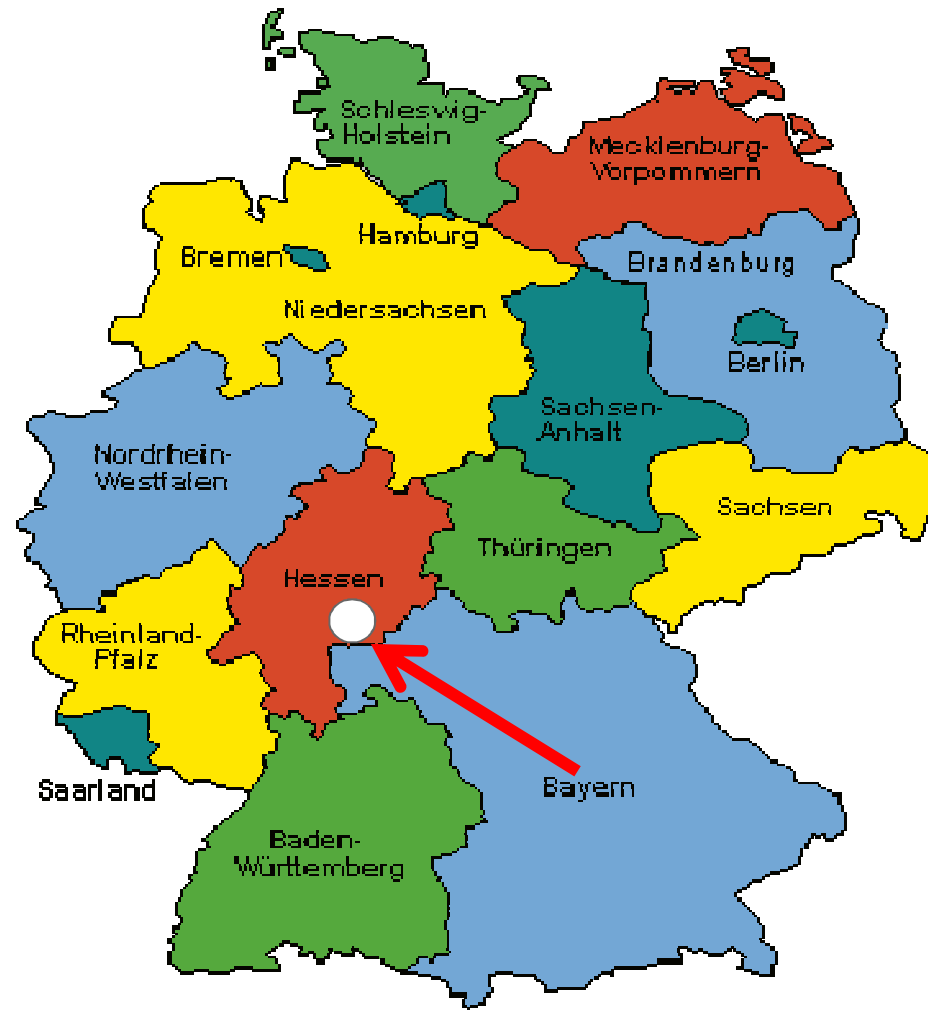 Schleswig-
Holstein
Mecklenburg-
Vorpommern
Hamburg
Bremen
Brandenburg
Niedersachsen
Berlin
Sachsen-
Anhalt
Nordrhein-
Westfalen
Sachsen
Thüringen
Hessen
Rheinland-
Pfalz
Saarland
Bayern
Baden-
Württemberg